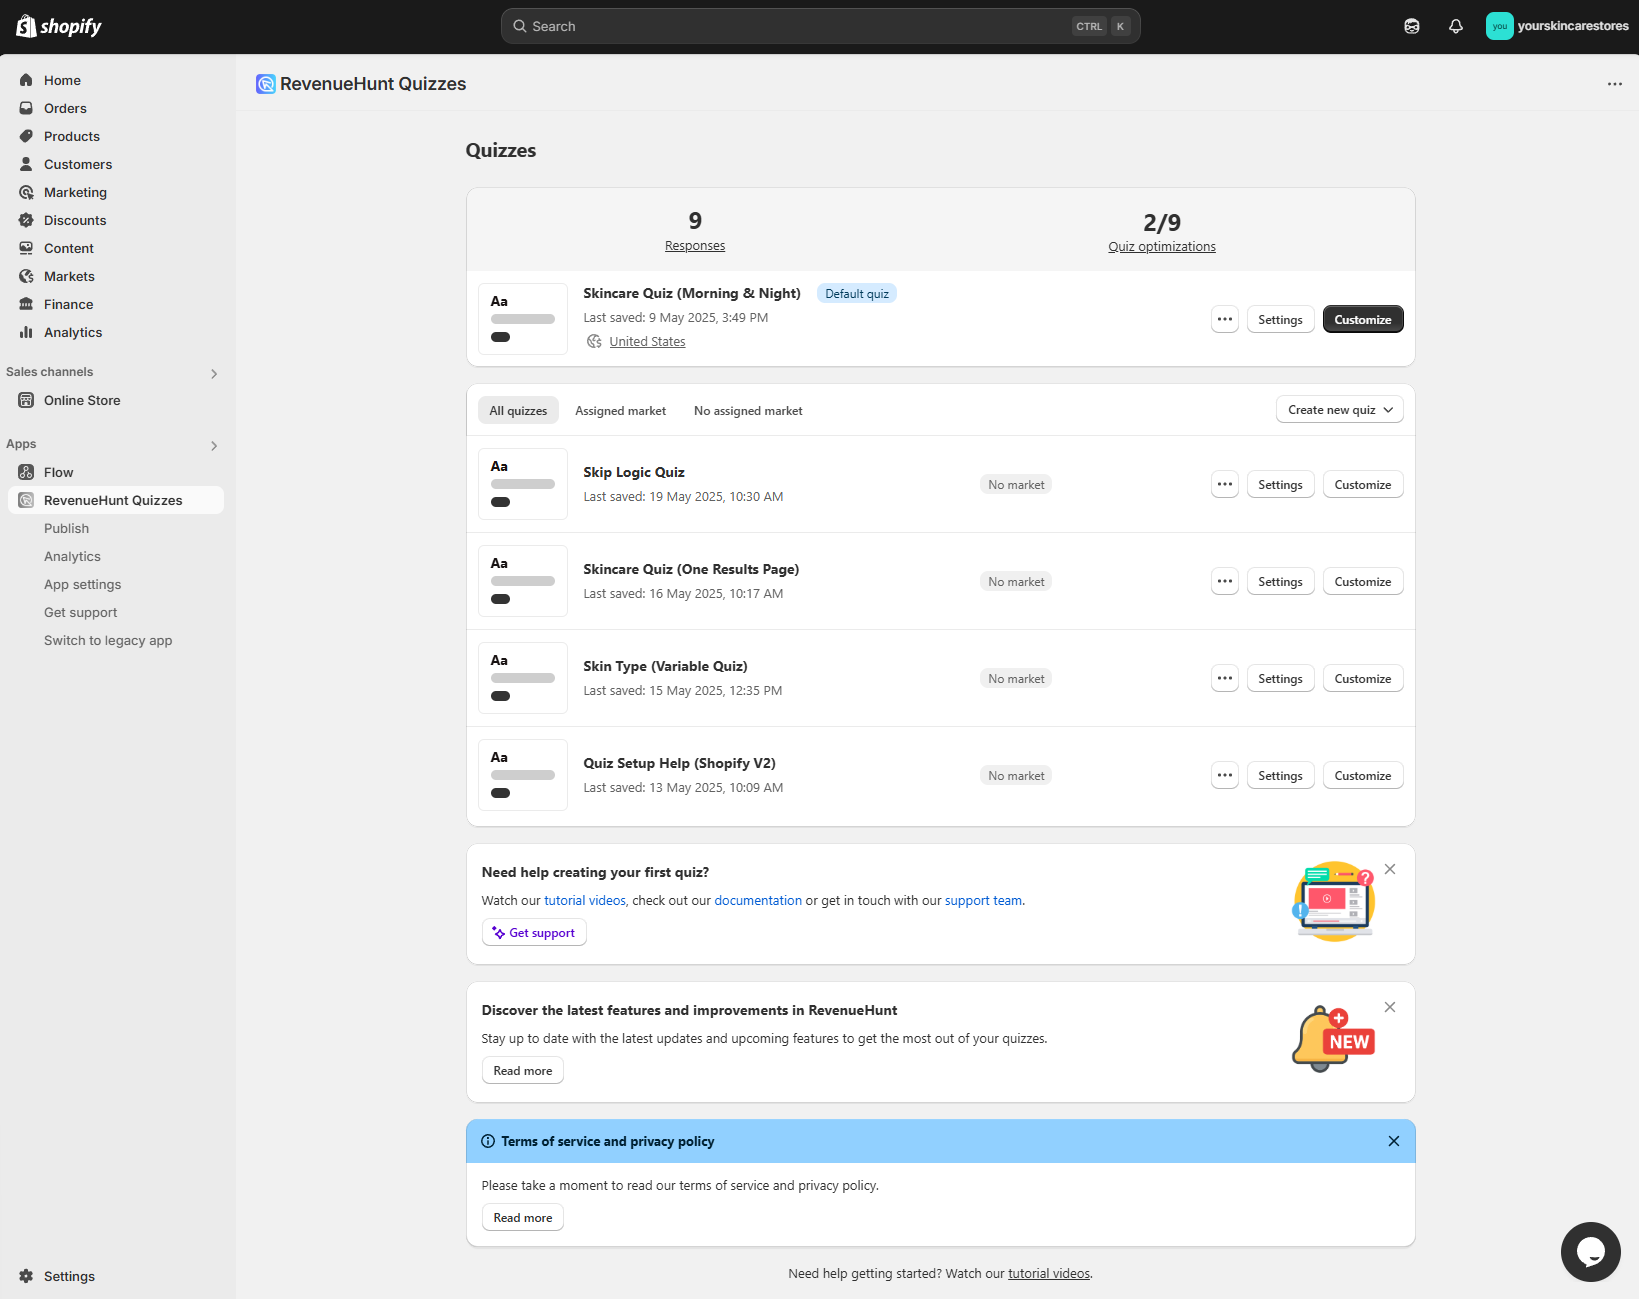 shopify
Search
CTRL K
you
yourskincarestores
Home
Orders
Products
Customers
Marketing
Discounts
Content
Markets
Finance
Analytics
Sales channels
Online Store
Apps
Flow
RevenueHunt Quizzes
Publish
Analytics
App settings
Get support
Switch to legacy app
Settings
RevenueHunt Quizzes
Quizzes
9
Responses
2/9
Quiz optimizations
Aa
Skincare Quiz (Morning & Night)
Default quiz
Last saved: 9 May 2025, 3:49 PM
United States
Settings
Customize
All quizzes
Assigned market
No assigned market
Create new quiz
Aa
Skip Logic Quiz
Last saved: 19 May 2025, 10:30 AM
No market
Settings
Customize
Aa
Skincare Quiz (One Results Page)
Last saved: 16 May 2025, 10:17 AM
No market
Settings
Customize
Aa
Skin Type (Variable Quiz)
Last saved: 15 May 2025, 12:35 PM
No market
Settings
Customize
Aa
Quiz Setup Help (Shopify V2)
Last saved: 13 May 2025, 10:09 AM
No market
Settings
Customize
Need help creating your first quiz?
Watch our tutorial videos, check out our documentation or get in touch with our support team.
Get support
Discover the latest features and improvements in RevenueHunt
Stay up to date with the latest updates and upcoming features to get the most out of your quizzes.
Read more
NEW
Terms of service and privacy policy
Please take a moment to read our terms of service and privacy policy.
Read more
Need help getting started? Watch our tutorial videos.